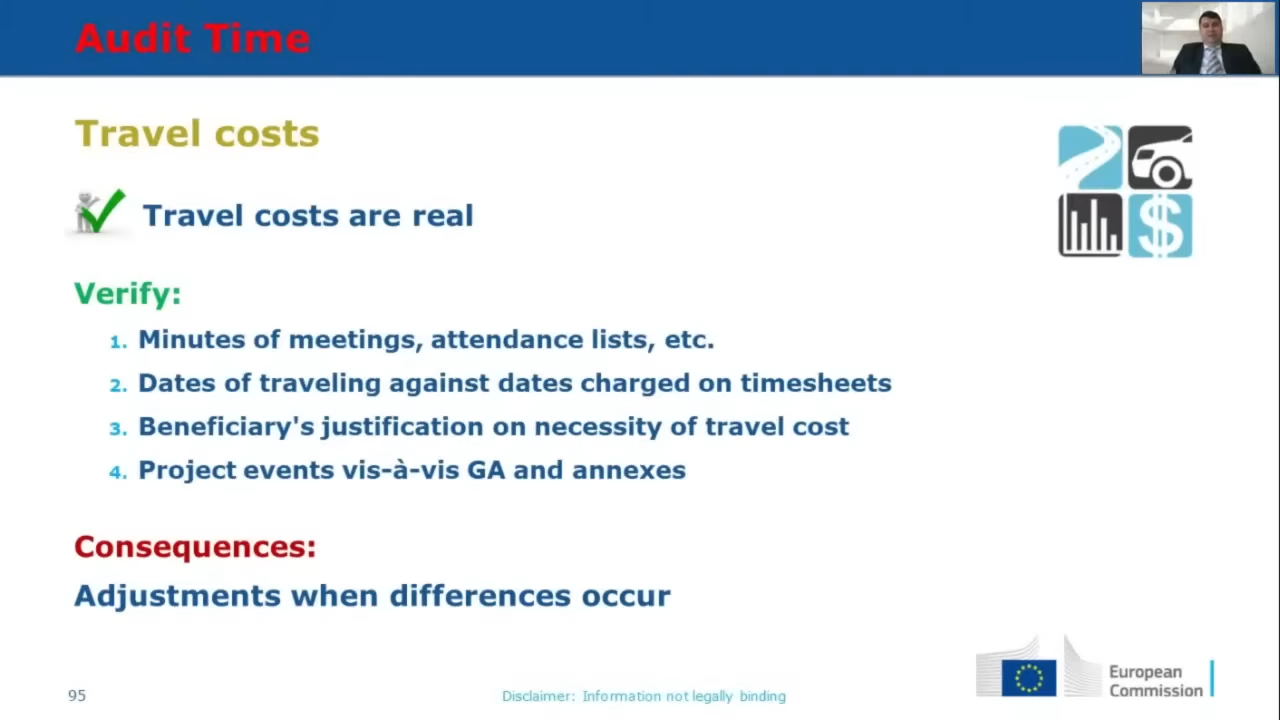 Audit Time
Travel costs
Travel costs are real
Verify:
1. Minutes of meetings, attendance lists, etc.
2. Dates of traveling against dates charged on timesheets
3. Beneficiary's justification on necessity of travel cost
4. Project events vis-à-vis GA and annexes
Consequences:
Adjustments when differences occur
$
95
Disclaimer: Information not legally binding
European
Commission